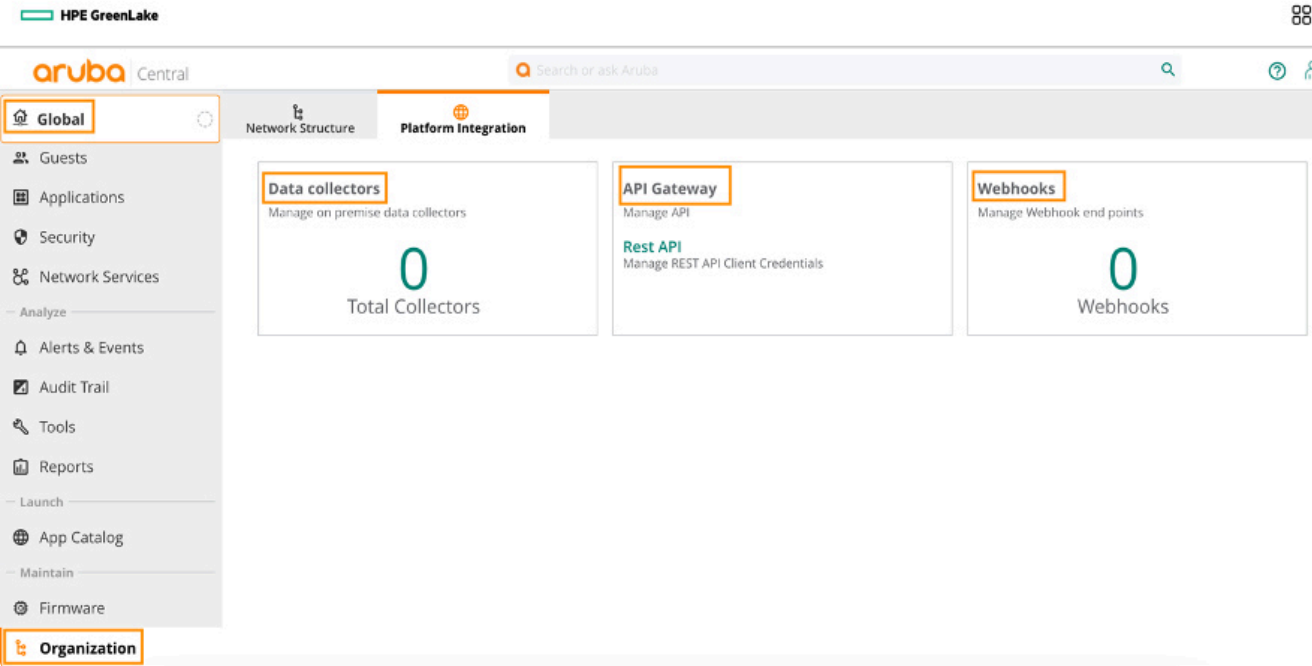 HPE GreenLake
aruba Central
Search or ask Aruba
Global
Guests
Applications
Security
Network Services
Analyze
Alerts & Events
Audit Trail
Tools
Reports
Launch
App Catalog
Maintain
Firmware
Organization
Network Structure
Platform Integration
Data collectors
Manage on premise data collectors
0
Total Collectors
API Gateway
Manage API
Rest API
Manage REST API Client Credentials
Webhooks
Manage Webhook end points
0
Webhooks